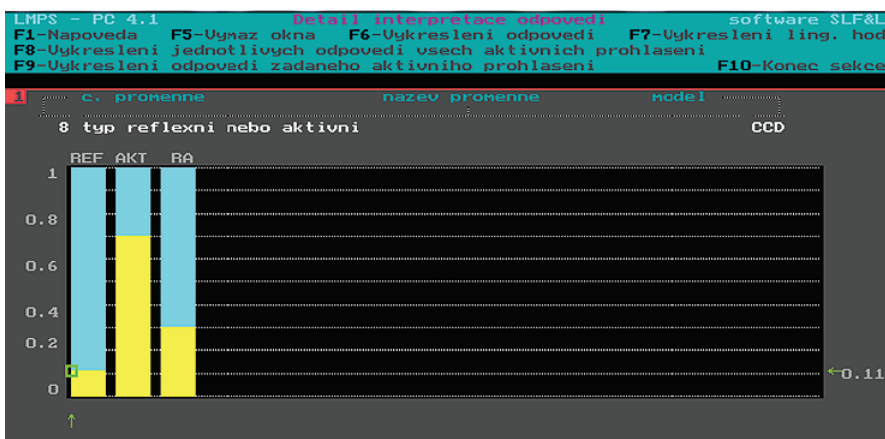 LMPS - PC 4.1 Detail interpretace odpovedi software SLF&L
F1-Napoveda F5-Vymaz okna F6-Vykresleni odpovedi F7-Vykresleni ling. hod
F8-Vykresleni jednotlivych odpovedi vsech aktivnich prohlaseni
F9-Vykresleni odpovedi zadaneho aktivniho prohlaseni F10-Konec sekce
1 c. promenne nazev promenne model
8 typ reflexni nebo aktivni CCD
REF AKT RA
1
0.8
0.6
0.4
0.2
←0.11
0
↑